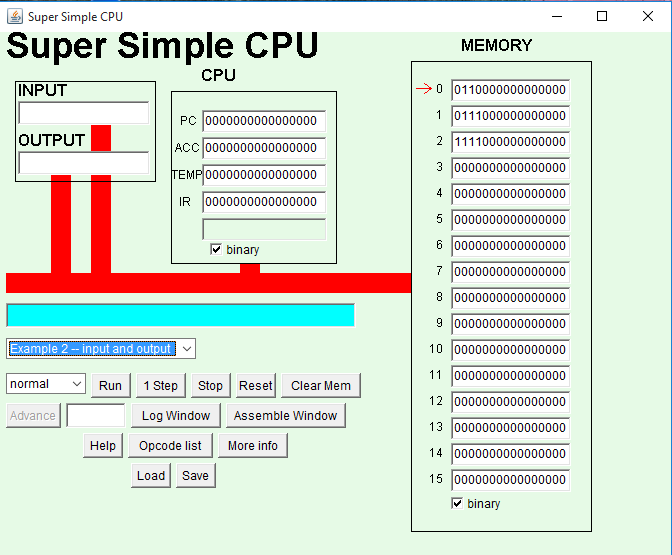 Super Simple CPU
Super Simple CPU
INPUT
OUTPUT
CPU
PC 0000000000000000
ACC 0000000000000000
TEMP 0000000000000000
IR 0000000000000000
binary
MEMORY
0 0110000000000000
1 0111000000000000
2 1111000000000000
3 0000000000000000
4 0000000000000000
5 0000000000000000
6 0000000000000000
7 0000000000000000
8 0000000000000000
9 0000000000000000
10 0000000000000000
11 0000000000000000
12 0000000000000000
13 0000000000000000
14 0000000000000000
15 0000000000000000
binary
Example 2 -- input and output
normal Run 1 Step Stop Reset Clear Mem
Advance Log Window Assemble Window
Help Opcode list More info
Load Save